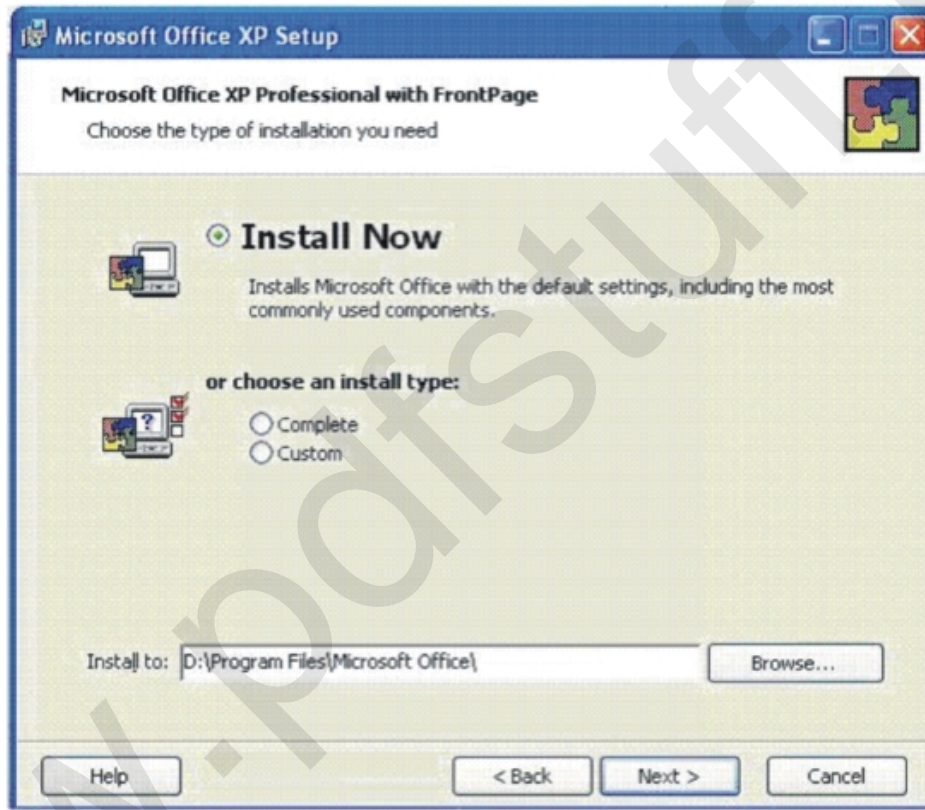 Microsoft Office XP Setup
Microsoft Office XP Professional with FrontPage
Choose the type of installation you need
Install Now
Installs Microsoft Office with the default settings, including the most
commonly used components.
or choose an install type:
?
Complete
Custom
Install to: D:\Program Files\Microsoft Office\ Browse...
Help < Back Next > Cancel
w.pdfstuff.